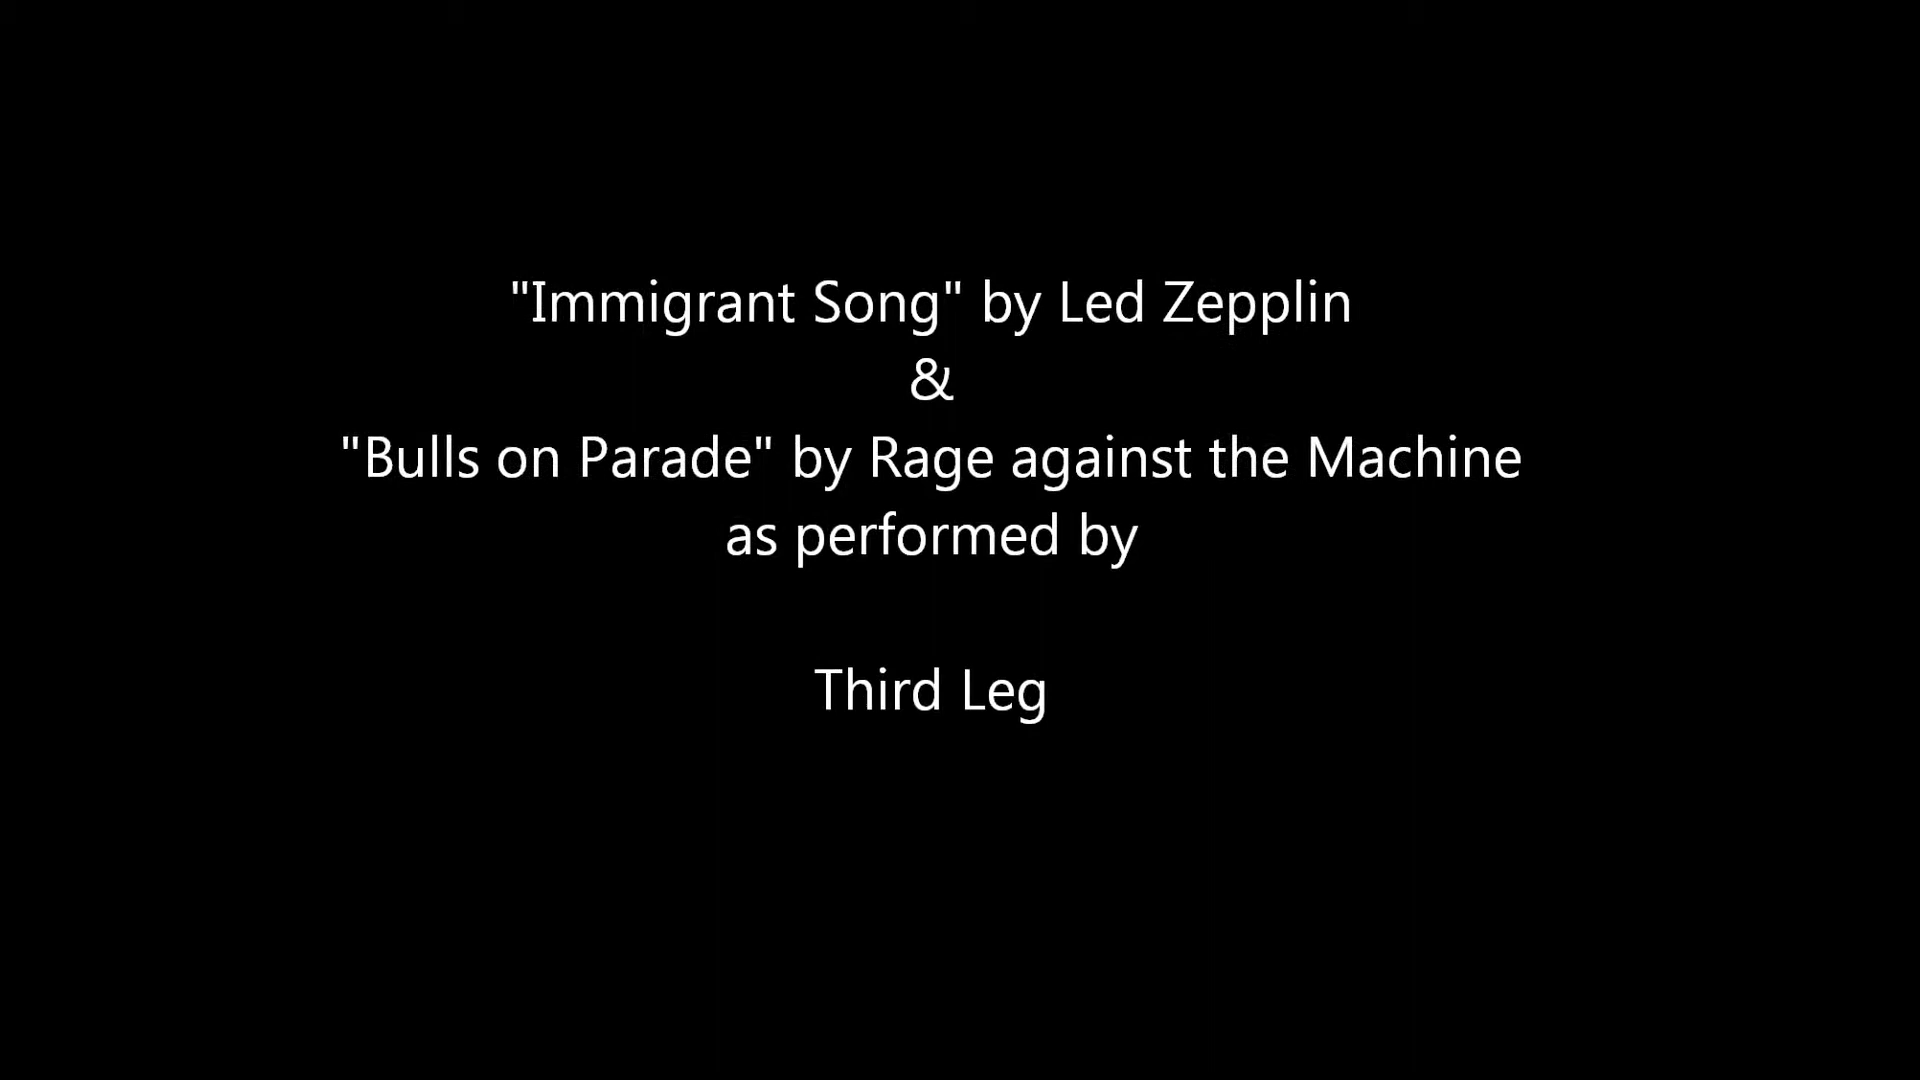 "Immigrant Song" by Led Zepplin
&
"Bulls on Parade" by Rage against the Machine
as performed by
Third Leg